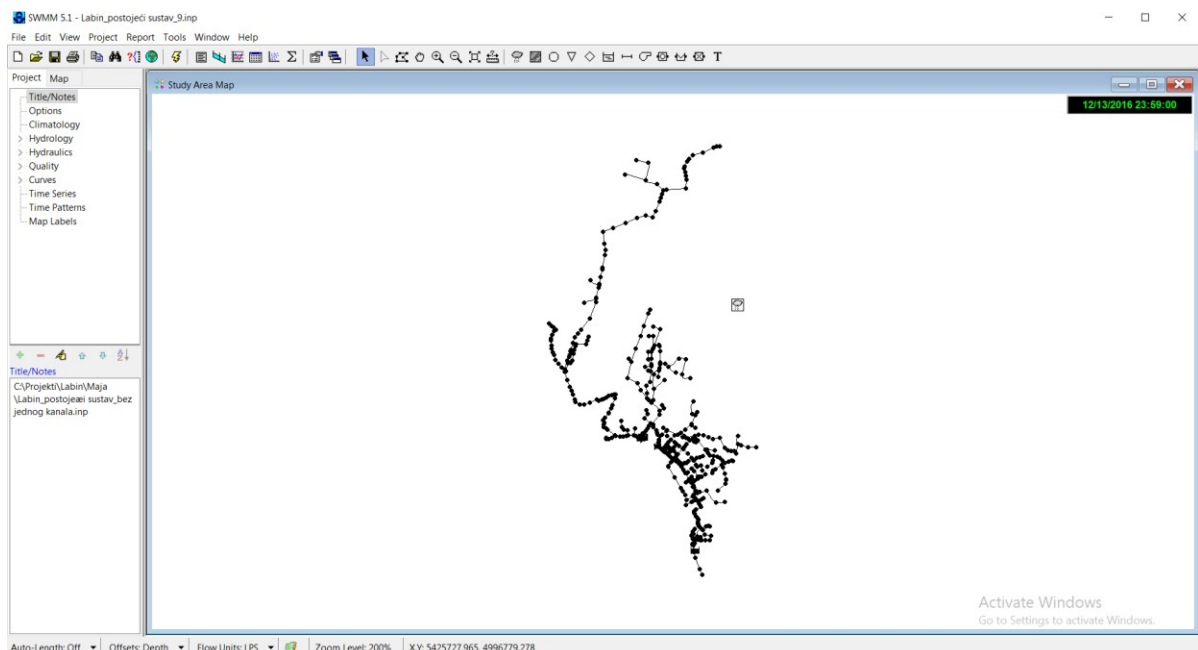 SWMM 5.1 - Labin_postojeći sustav_9.inp
File Edit View Project Report Tools Window Help
Project Map
Title/Notes
Options
Climatology
Hydrology
Hydraulics
Quality
Curves
Time Series
Time Patterns
Map Labels
Title/Notes
C:\Projekti\Labin\Maja
\Labin_postojeæi sustav_bez
jednog kanala.inp
Study Area Map
12/13/2016 23:59:00
Activate Windows
Go to Settings to activate Windows.
Auto-Length: Off Offsets: Depth Flow Units: LPS Zoom Level: 200% X,Y: 5425727.965, 4996779.278